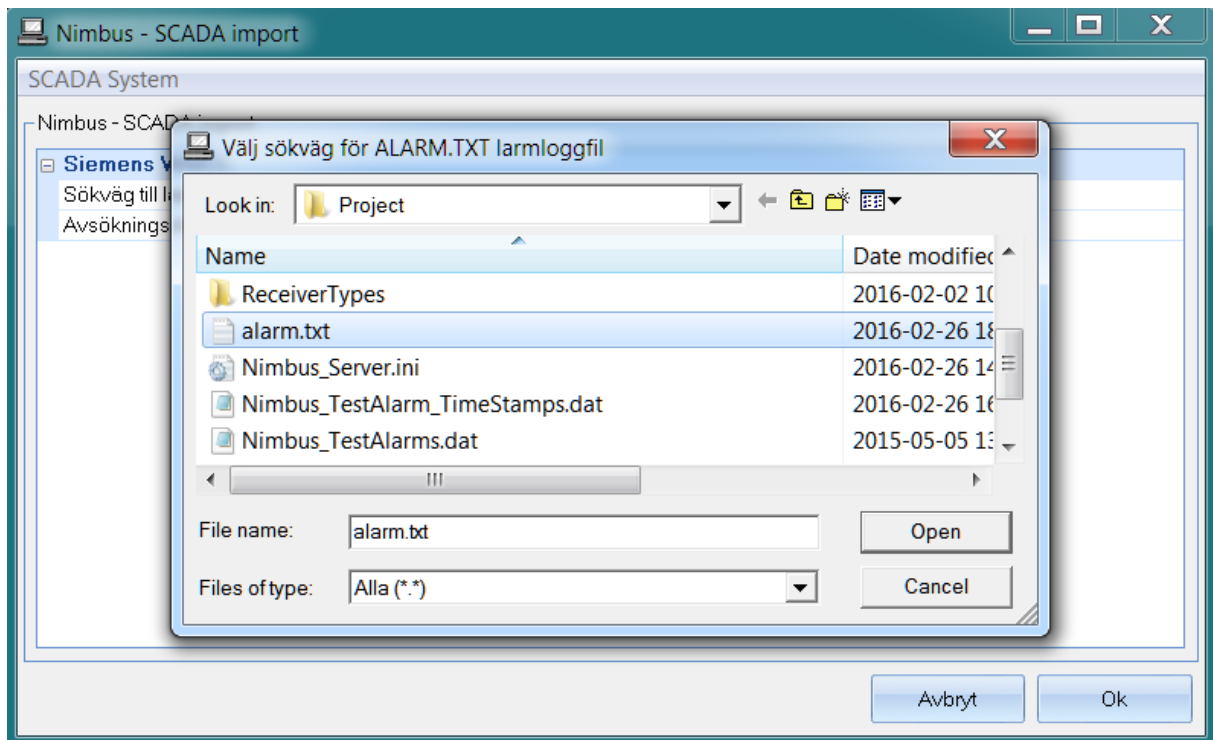 Nimbus - SCADA import
SCADA System
Nimbus - SCADA
Siemens
Sökväg till
Avsöknings
Välj sökväg för ALARM.TXT larmloggfil
Look in: Project
Name Date modified
ReceiverTypes 2016-02-02 10
alarm.txt 2016-02-26 18
Nimbus_Server.ini 2016-02-26 14
Nimbus_TestAlarm_TimeStamps.dat 2016-02-26 16
Nimbus_TestAlarms.dat 2015-05-05 13
File name: alarm.txt Open
Files of type: Alla (*.*) Cancel
Avbryt Ok